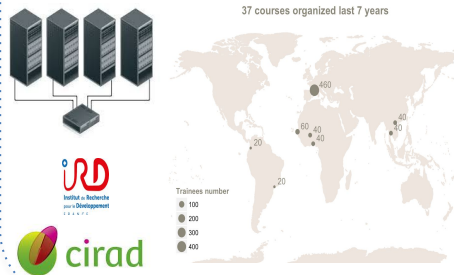 37 courses organized last 7 years
460
60
40
40
40
40
20
20
Trainees number
100
200
300
400
IRD
Institut de Recherche
pour le Développement
FRANCE
cirad